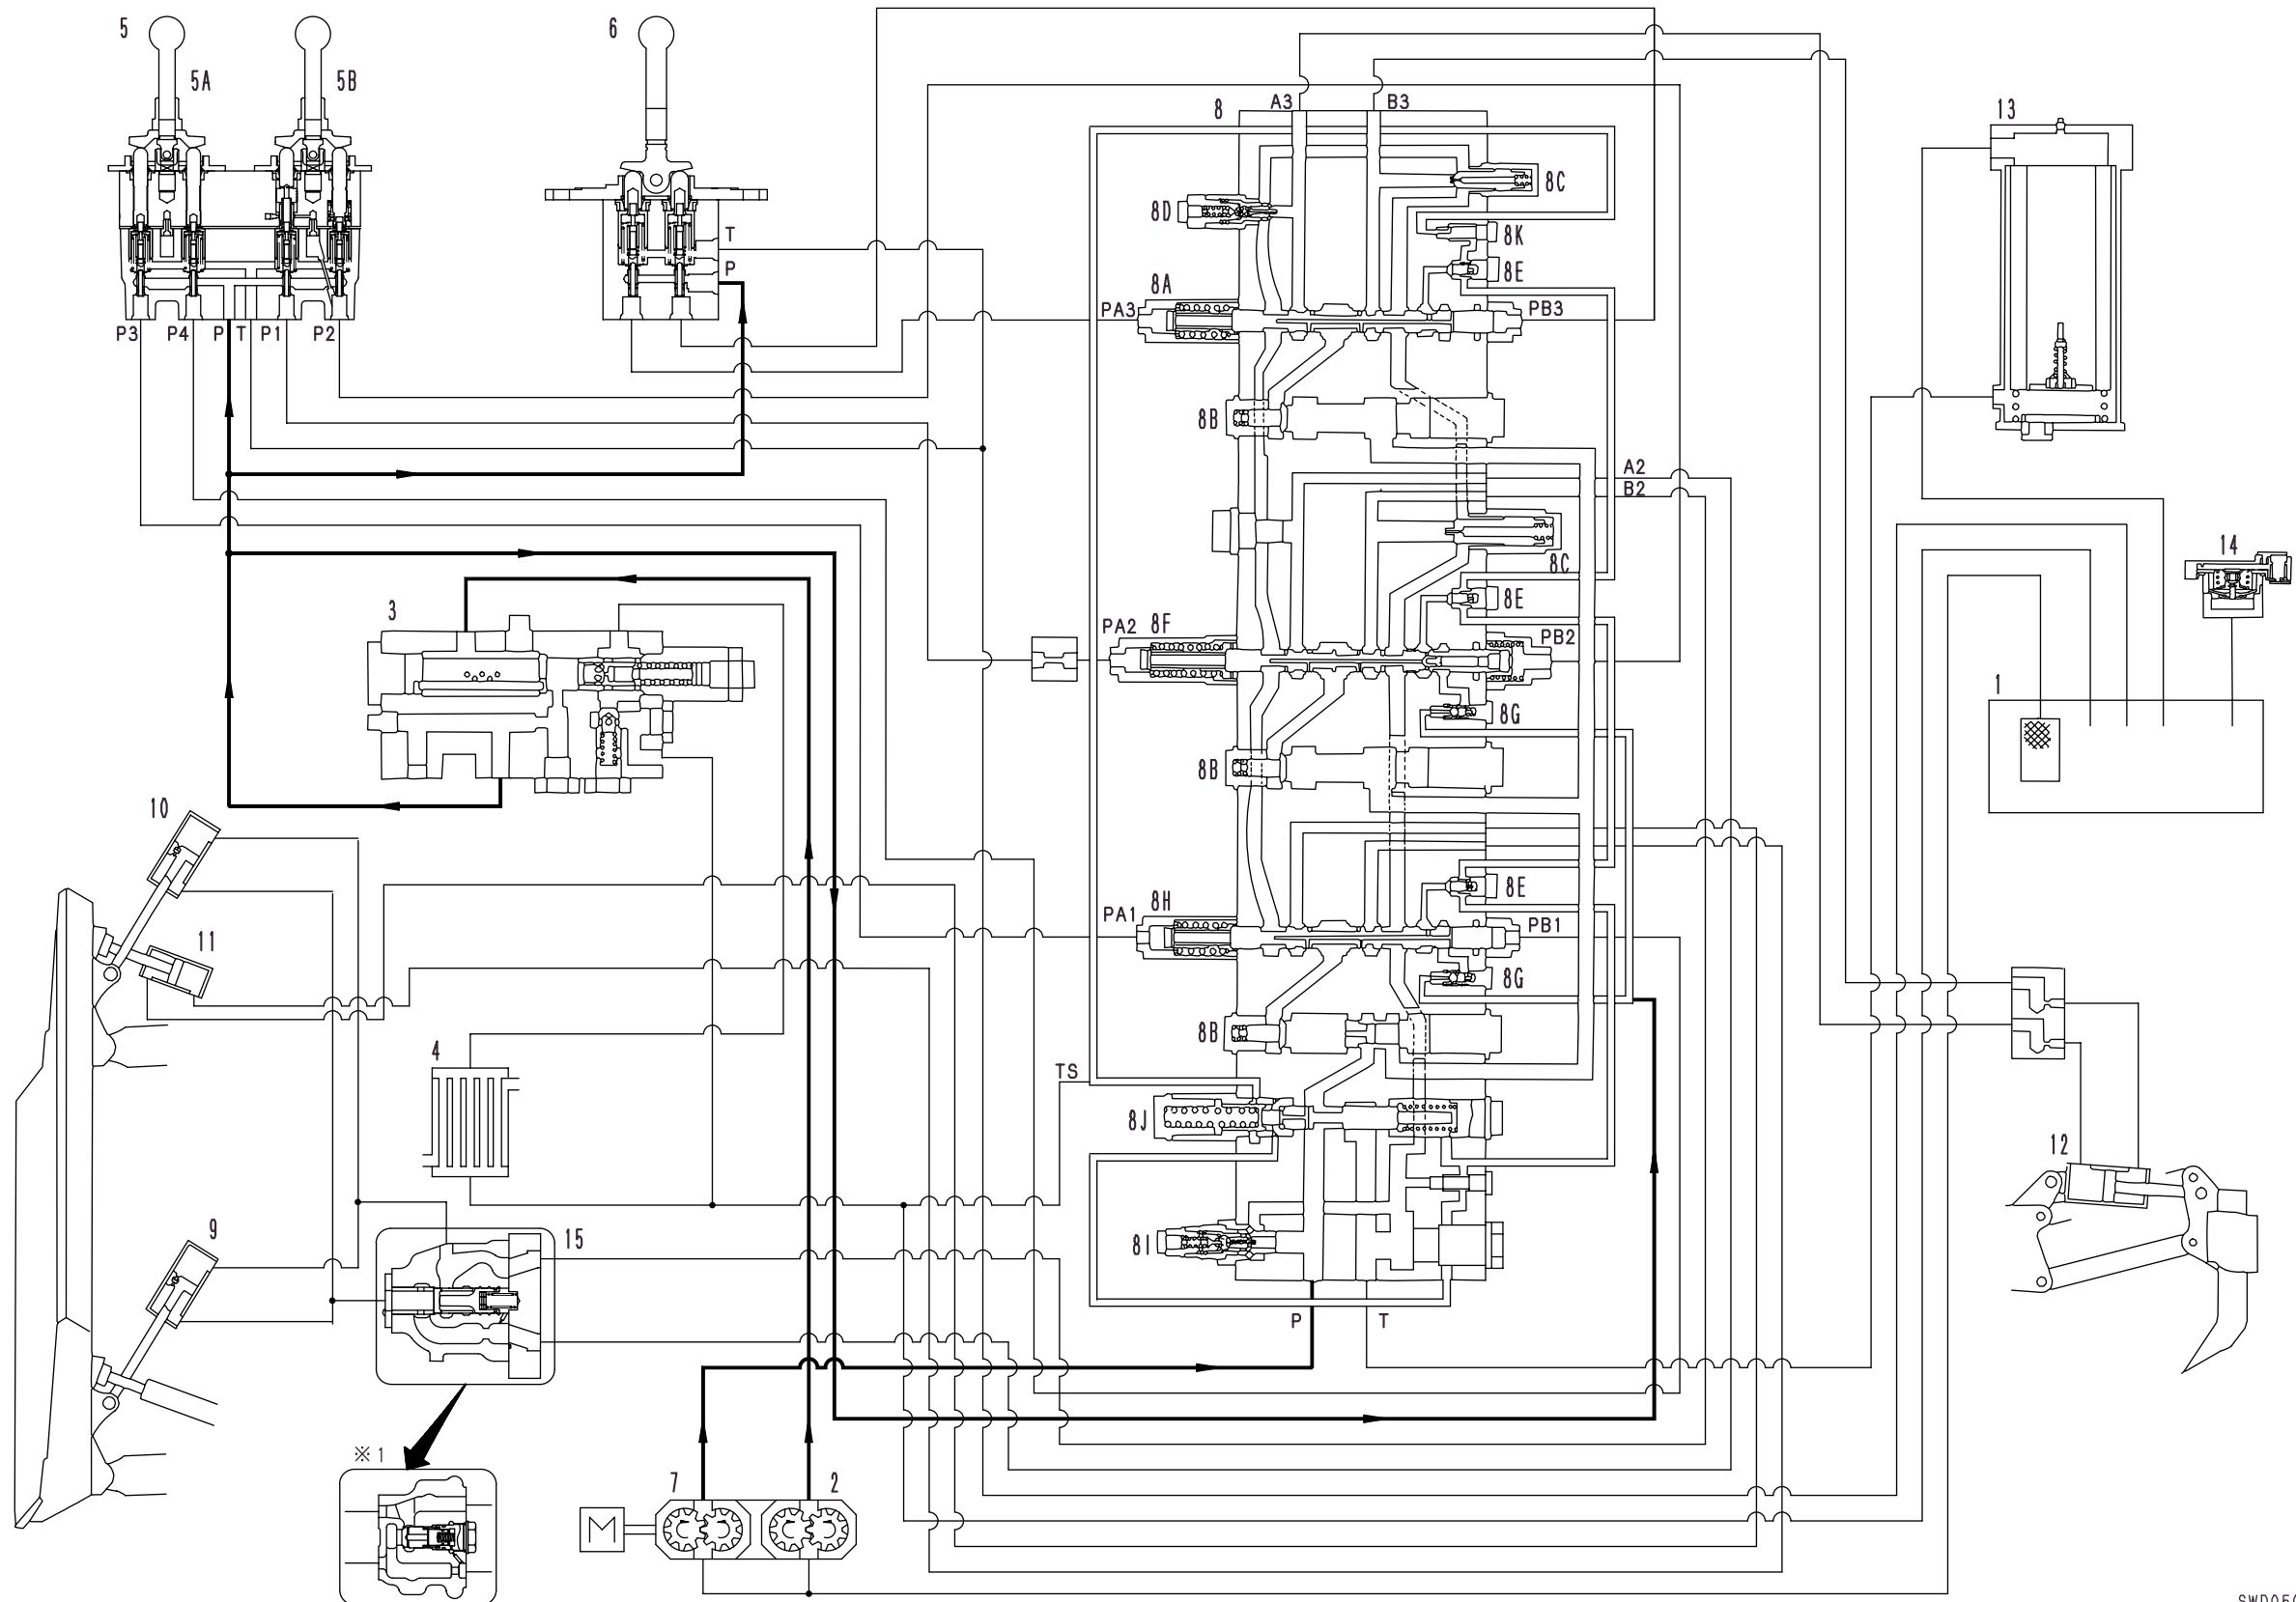 5
6
5A
5B
8
A3
B3
13
8C
8D
8K
T
8E
P
8A
PA3
PB3
P3
P4
P
T
P1
P2
8B
A2
B2
14
8C
3
8E
PA2
8F
PB2
1
8G
8B
10
8E
8H
PA1
PB1
11
8G
8B
4
TS
8J
12
9
15
8I
P
T
※1
7
2
M